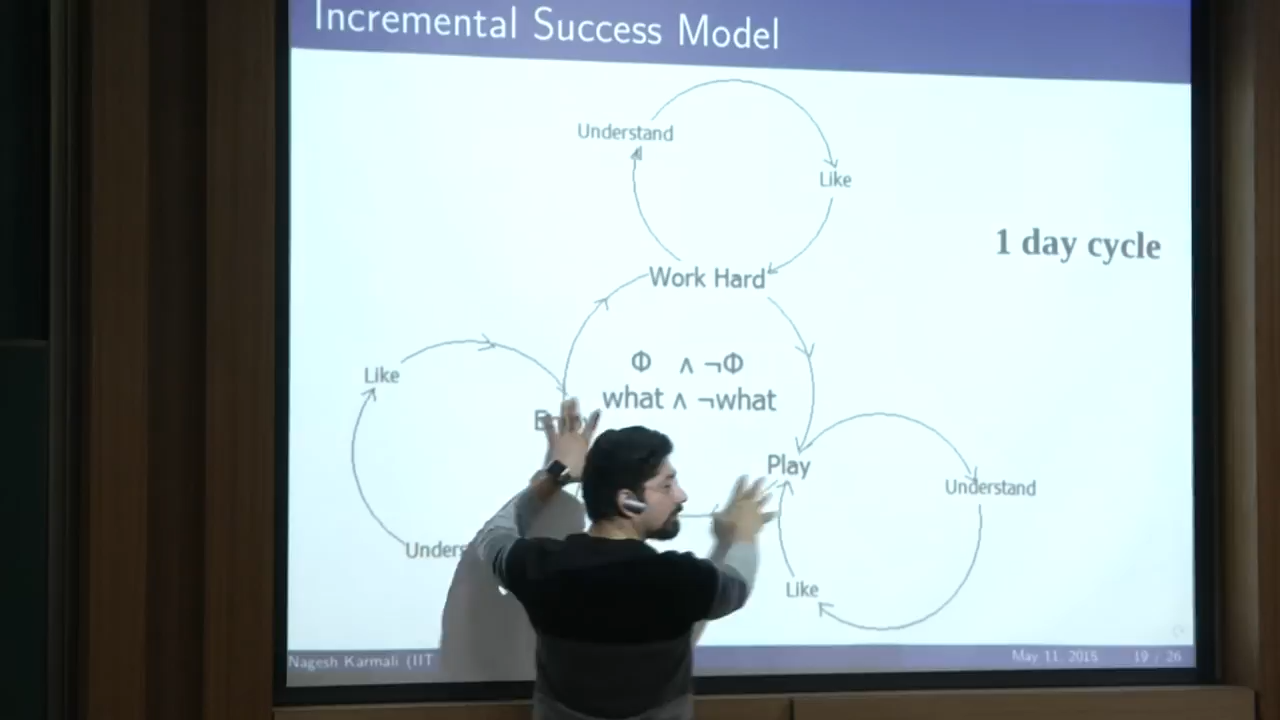 Incremental Success Model
Understand
Like
1 day cycle
Work Hard
Φ ∧ ¬Φ
what ∧ ¬what
Like
Play
Understand
Like
Nagesh Karmali (IIT
May 11, 2015 19 / 26